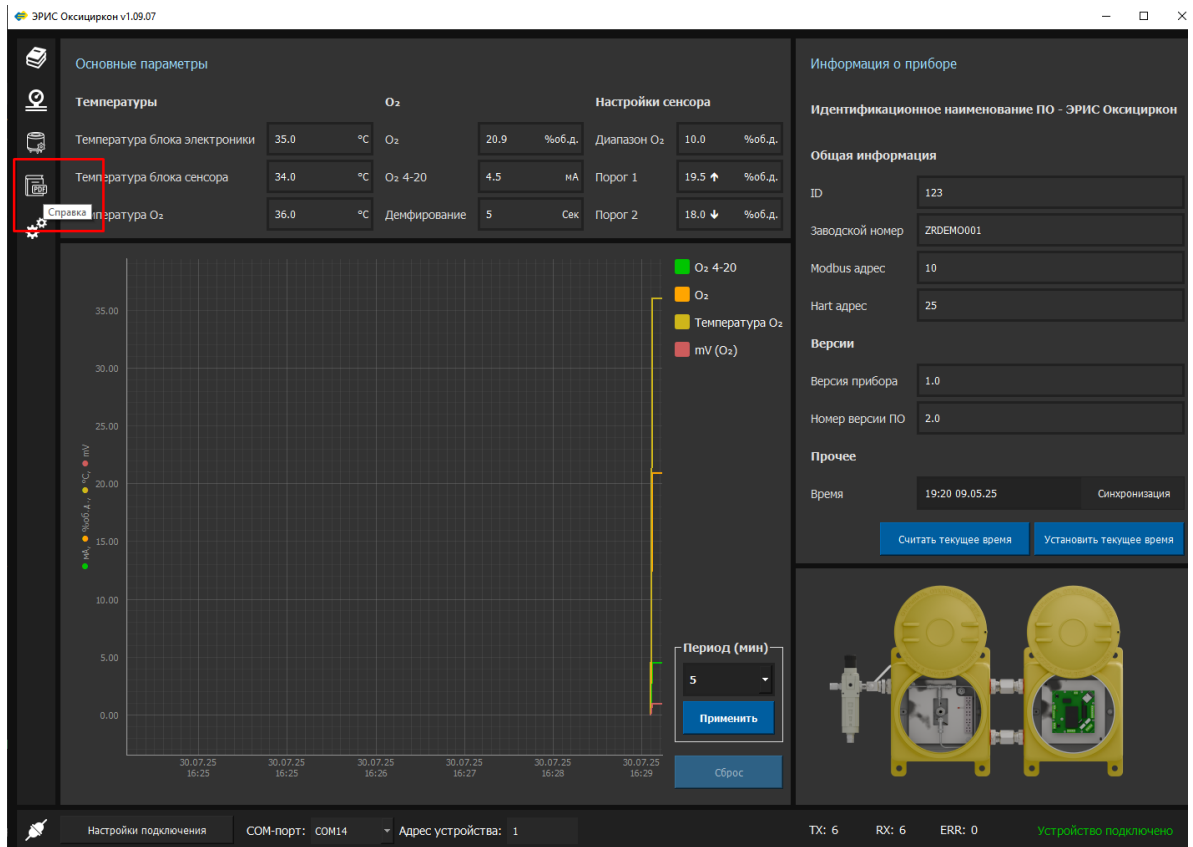 ЭРИС Оксициркон v1.09.07
Основные параметры
Температуры
O₂
Настройки сенсора
Температура блока электроники 35.0 °C O₂ 20.9 %об.д. Диапазон O₂ 10.0 %об.д.
Температура блока сенсора 34.0 °C O₂ 4-20 4.5 мА Порог 1 19.5 ↑ %об.д.
пература O₂ 36.0 °C Демфирование 5 Сек Порог 2 18.0 ↓ %об.д.
PDF
Справка
O₂ 4-20
O₂
Температура O₂
mV (O₂)
35.00
30.00
25.00
20.00
15.00
10.00
5.00
0.00
мА, %об.д., °C, mV
30.07.25 30.07.25 30.07.25 30.07.25 30.07.25 30.07.25
16:25 16:25 16:26 16:27 16:28 16:29
Период (мин)
5
Применить
Сброс
Информация о приборе
Идентификационное наименование ПО - ЭРИС Оксициркон
Общая информация
ID 123
Заводской номер ZRDEMO001
Modbus адрес 10
Hart адрес 25
Версии
Версия прибора 1.0
Номер версии ПО 2.0
Прочее
Время 19:20 09.05.25 Синхронизация
Считать текущее время Установить текущее время
Настройки подключения COM-порт: COM14 Адрес устройства: 1 TX: 6 RX: 6 ERR: 0 Устройство подключено